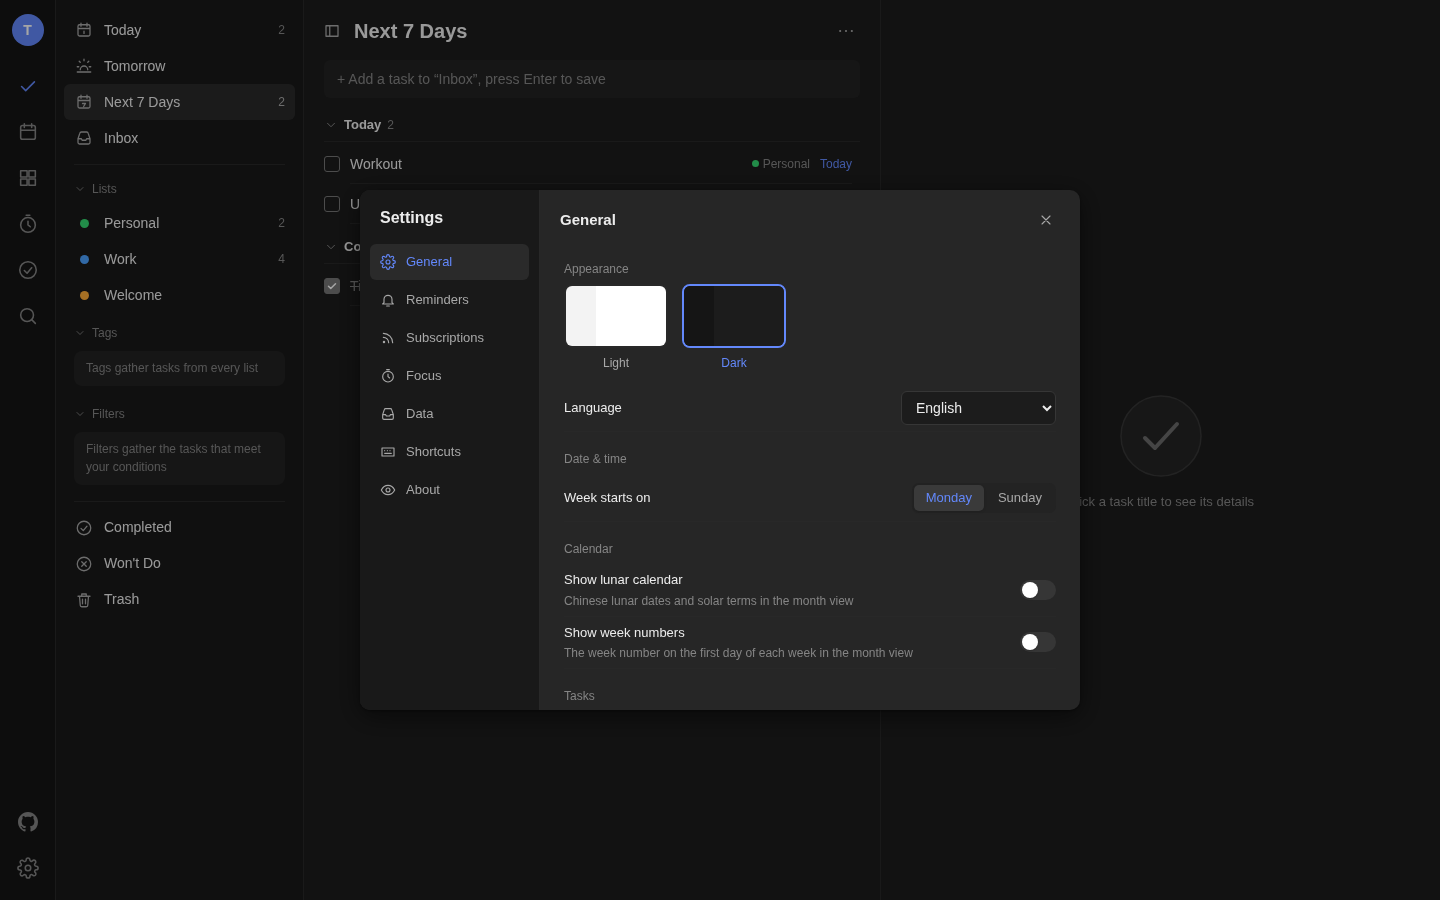 T
Today 2
Tomorrow
Next 7 Days 2
Inbox
Lists
Personal 2
Work 4
Welcome
Tags
Tags gather tasks from every list
Filters
Filters gather the tasks that meet
your conditions
Completed
Won't Do
Trash
Next 7 Days
+ Add a task to “Inbox”, press Enter to save
Today 2
Workout Personal Today
Settings
General
Reminders
Subscriptions
Focus
Data
Shortcuts
About
General
Appearance
Light Dark
Language English
Date & time
Week starts on Monday Sunday
Calendar
Show lunar calendar
Chinese lunar dates and solar terms in the month view
Show week numbers
The week number on the first day of each week in the month view
Tasks
a task title to see its details